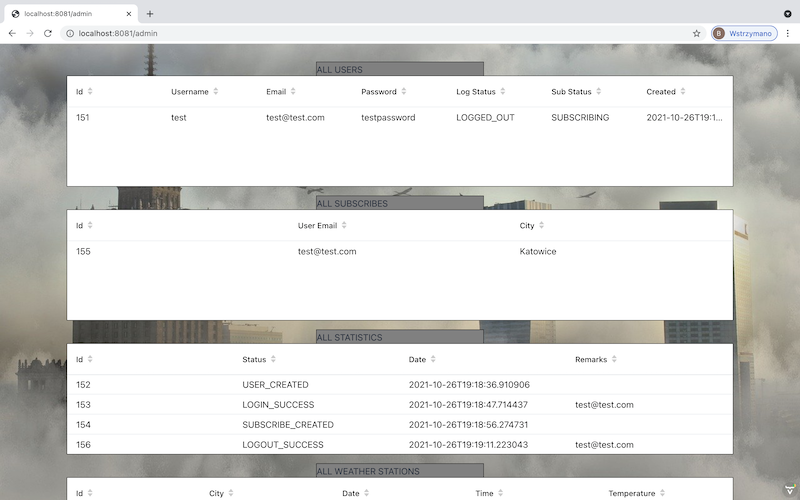 localhost:8081/admin
localhost:8081/admin
B Wstrzymano
ALL USERS
Id Username Email Password Log Status Sub Status Created
151 test test@test.com testpassword LOGGED_OUT SUBSCRIBING 2021-10-26T19:1...
ALL SUBSCRIBES
Id User Email City
155 test@test.com Katowice
ALL STATISTICS
Id Status Date Remarks
152 USER_CREATED 2021-10-26T19:18:36.910906
153 LOGIN_SUCCESS 2021-10-26T19:18:47.714437 test@test.com
154 SUBSCRIBE_CREATED 2021-10-26T19:18:56.274731
156 LOGOUT_SUCCESS 2021-10-26T19:19:11.223043 test@test.com
ALL WEATHER STATIONS
Id City Date Time Temperature